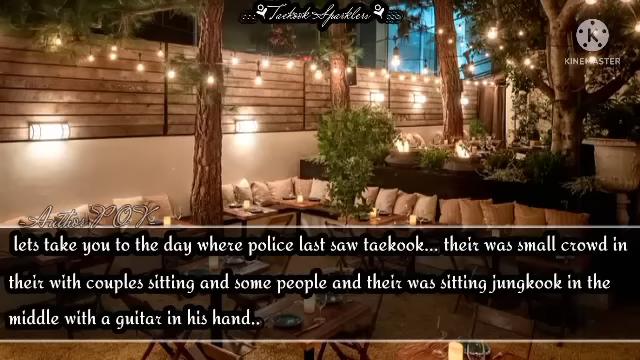 Taekook Sparklers
KINEMASTER
Author P.O.V
lets take you to the day where police last saw taekook... their was small crowd in
their with couples sitting and some people and their was sitting jungkook in the
middle with a guitar in his hand..